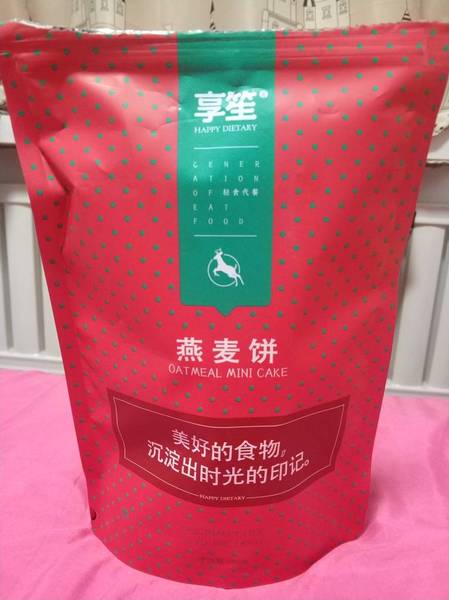 享笙®
HAPPY DIETARY
GENER
ATION
OF 轻食代餐
EAT
FOOD
燕麦饼
OATMEAL MINI CAKE
美好的食物，
沉淀出时光的印记。
HAPPY DIETARY